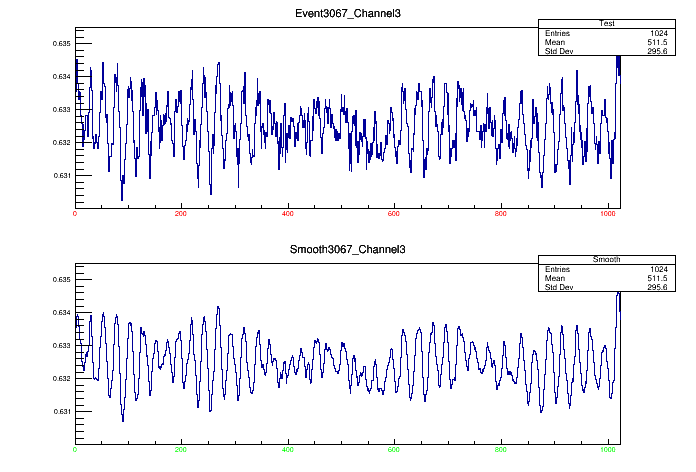 Event3067_Channel3
Test
Entries 1024
Mean 511.5
Std Dev 295.6
0.635
0.634
0.633
0.632
0.631
0 200 400 600 800 1000
Smooth3067_Channel3
Smooth
Entries 1024
Mean 511.5
Std Dev 295.6
0.635
0.634
0.633
0.632
0.631
0 200 400 600 800 1000